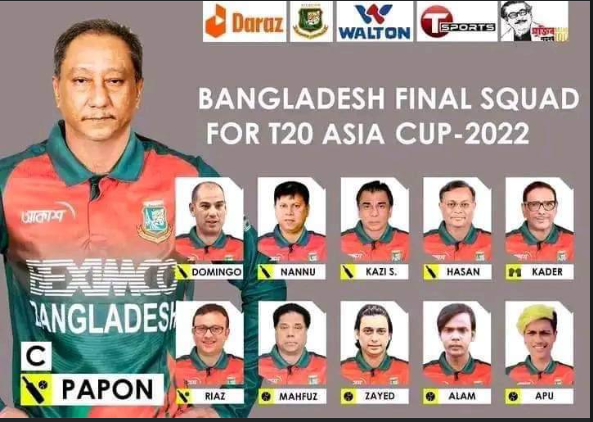 Daraz
WALTON
T SPORTS
BANGLADESH FINAL SQUAD
FOR T20 ASIA CUP-2022
আকাশ
BEXIMCO
BANGLADESH
C
PAPON
DOMINGO
NANNU
KAZI S.
HASAN
KADER
RIAZ
MAHFUZ
ZAYED
ALAM
APU